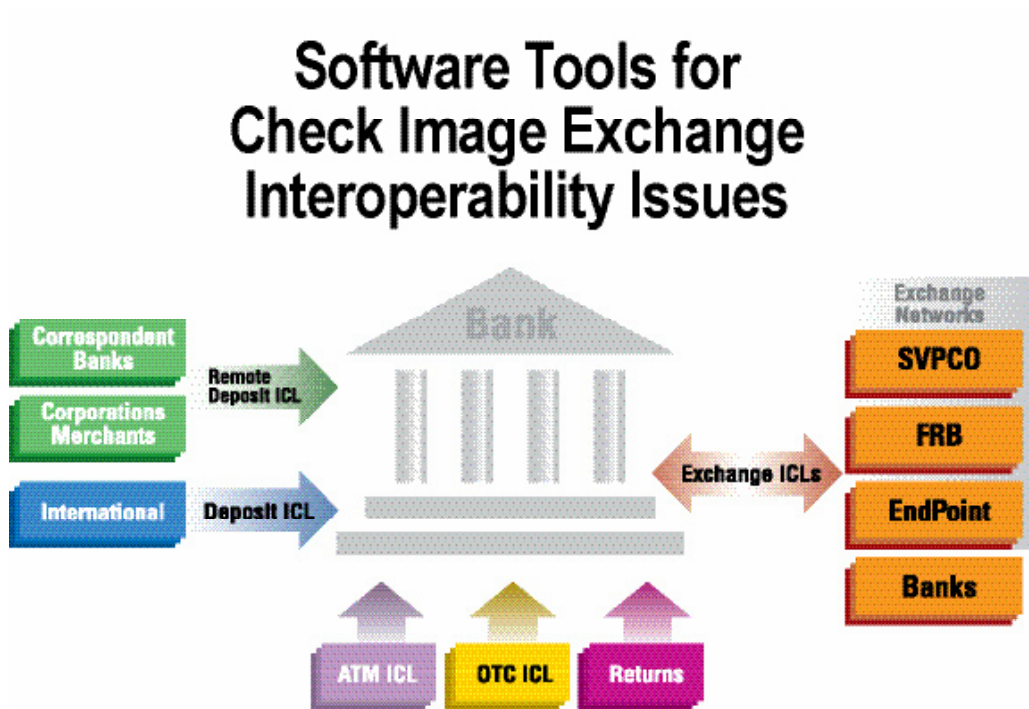 Software Tools for
Check Image Exchange
Interoperability Issues
Bank
Exchange
Networks
Correspondent
Banks
Remote
Deposit ICL
Corporations
Merchants
International
Deposit ICL
Exchange ICLs
SVPCO
FRB
EndPoint
Banks
ATM ICL
OTC ICL
Returns